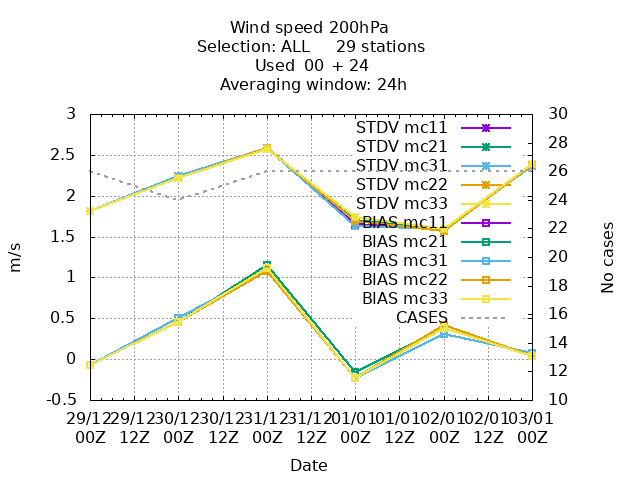 Wind speed 200hPa
Selection: ALL 29 stations
Used 00 + 24
Averaging window: 24h
3
2.5
2
1.5
1
0.5
0
-0.5
m/s
30
28
26
24
22
20
18
16
14
12
10
No cases
STDV mc11
STDV mc21
STDV mc31
STDV mc22
STDV mc33
BIAS mc11
BIAS mc21
BIAS mc31
BIAS mc22
BIAS mc33
CASES
29/12 29/12 30/12 30/12 31/12 31/12 01/01 01/01 02/01 02/01 03/01
00Z 12Z 00Z 12Z 00Z 12Z 00Z 12Z 00Z 12Z 00Z
Date